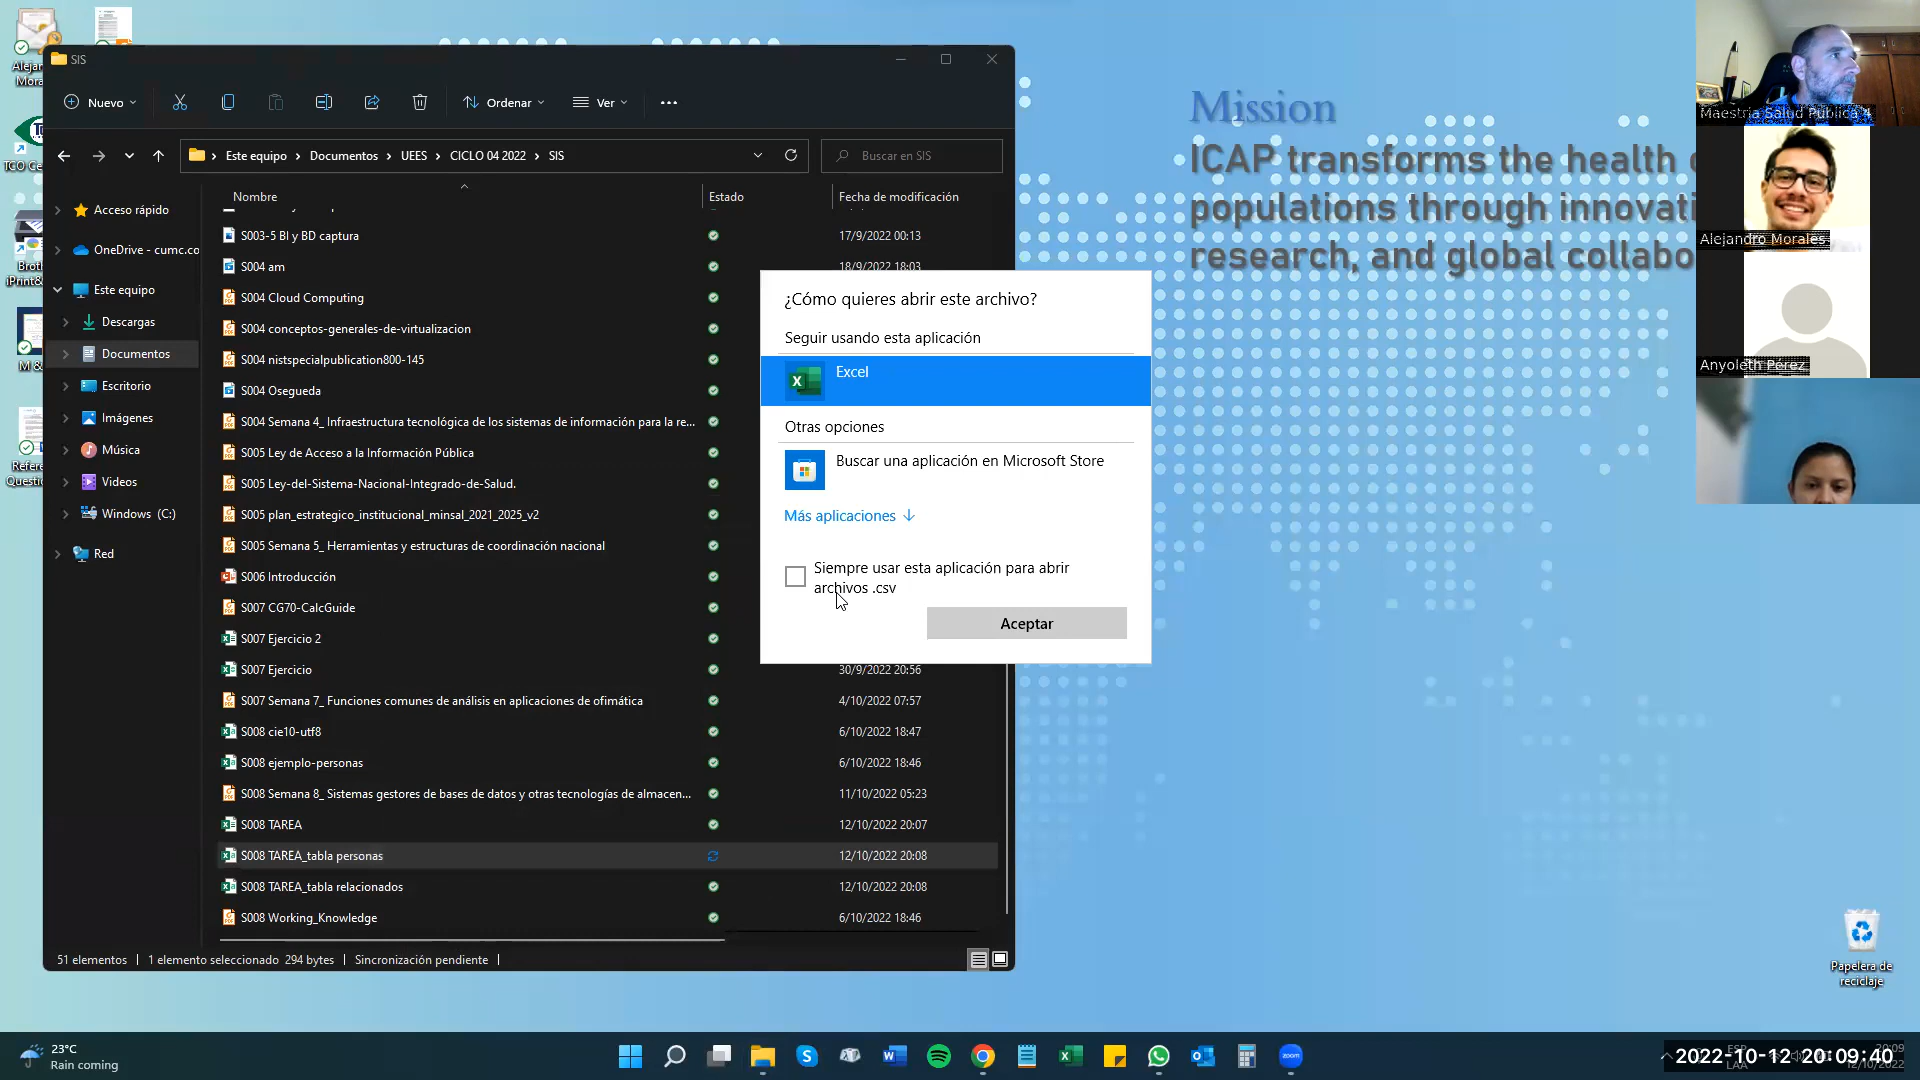 SIS
Nuevo
Ordenar
Ver
Este equipo
Documentos
UEES
CICLO 04 2022
SIS
Buscar en SIS
Nombre
Estado
Fecha de modificación
Acceso rápido
OneDrive - cumc.co
Este equipo
Descargas
Documentos
Escritorio
Imágenes
Música
Videos
Windows (C:)
Red
S003-5 BI y BD captura
17/9/2022 00:13
S004 am
18/9/2022 18:03
S004 Cloud Computing
S004 conceptos-generales-de-virtualizacion
S004 nistspecialpublication800-145
S004 Osegueda
S004 Semana 4_ Infraestructura tecnológica de los sistemas de información para la re...
S005 Ley de Acceso a la Información Pública
S005 Ley-del-Sistema-Nacional-Integrado-de-Salud.
S005 plan_estrategico_institucional_minsal_2021_2025_v2
S005 Semana 5_ Herramientas y estructuras de coordinación nacional
S006 Introducción
S007 CG70-CalcGuide
S007 Ejercicio 2
S007 Ejercicio
30/9/2022 20:56
S007 Semana 7_ Funciones comunes de análisis en aplicaciones de ofimática
4/10/2022 07:57
S008 cie10-utf8
6/10/2022 18:47
S008 ejemplo-personas
6/10/2022 18:46
S008 Semana 8_ Sistemas gestores de bases de datos y otras tecnologías de almacen...
11/10/2022 05:23
S008 TAREA
12/10/2022 20:07
S008 TAREA_tabla personas
12/10/2022 20:08
S008 TAREA_tabla relacionados
12/10/2022 20:08
S008 Working_Knowledge
6/10/2022 18:46
51 elementos
1 elemento seleccionado 294 bytes
Sincronización pendiente
¿Cómo quieres abrir este archivo?
Seguir usando esta aplicación
Excel
Otras opciones
Buscar una aplicación en Microsoft Store
Más aplicaciones
Siempre usar esta aplicación para abrir
archivos .csv
Aceptar
Mission
ICAP transforms the health
populations through innovati
research, and global collabo
Maestria Salud Publica 4
Alejandro Morales
Anyoleth Pérez
Papelera de
reciclaje
23°C
Rain coming
zoom
2022-10-12 20:09:40